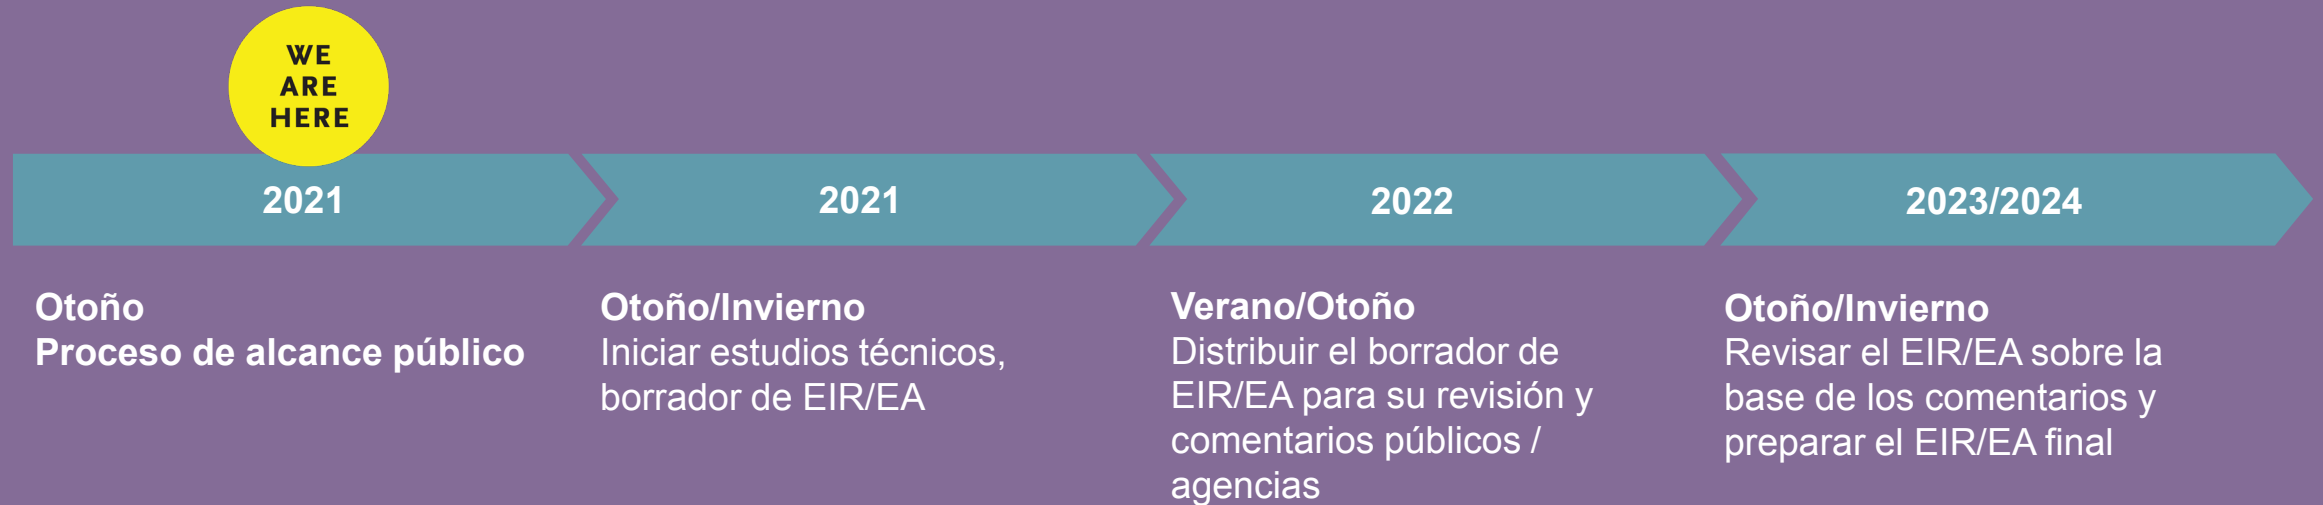 WE
ARE
HERE
2021
2021
2022
2023/2024
Otoño
Proceso de alcance público
Otoño/Invierno
Iniciar estudios técnicos,
borrador de EIR/EA
Verano/Otoño
Distribuir el borrador de
EIR/EA para su revisión y
comentarios públicos /
agencias
Otoño/Invierno
Revisar el EIR/EA sobre la
base de los comentarios y
preparar el EIR/EA final